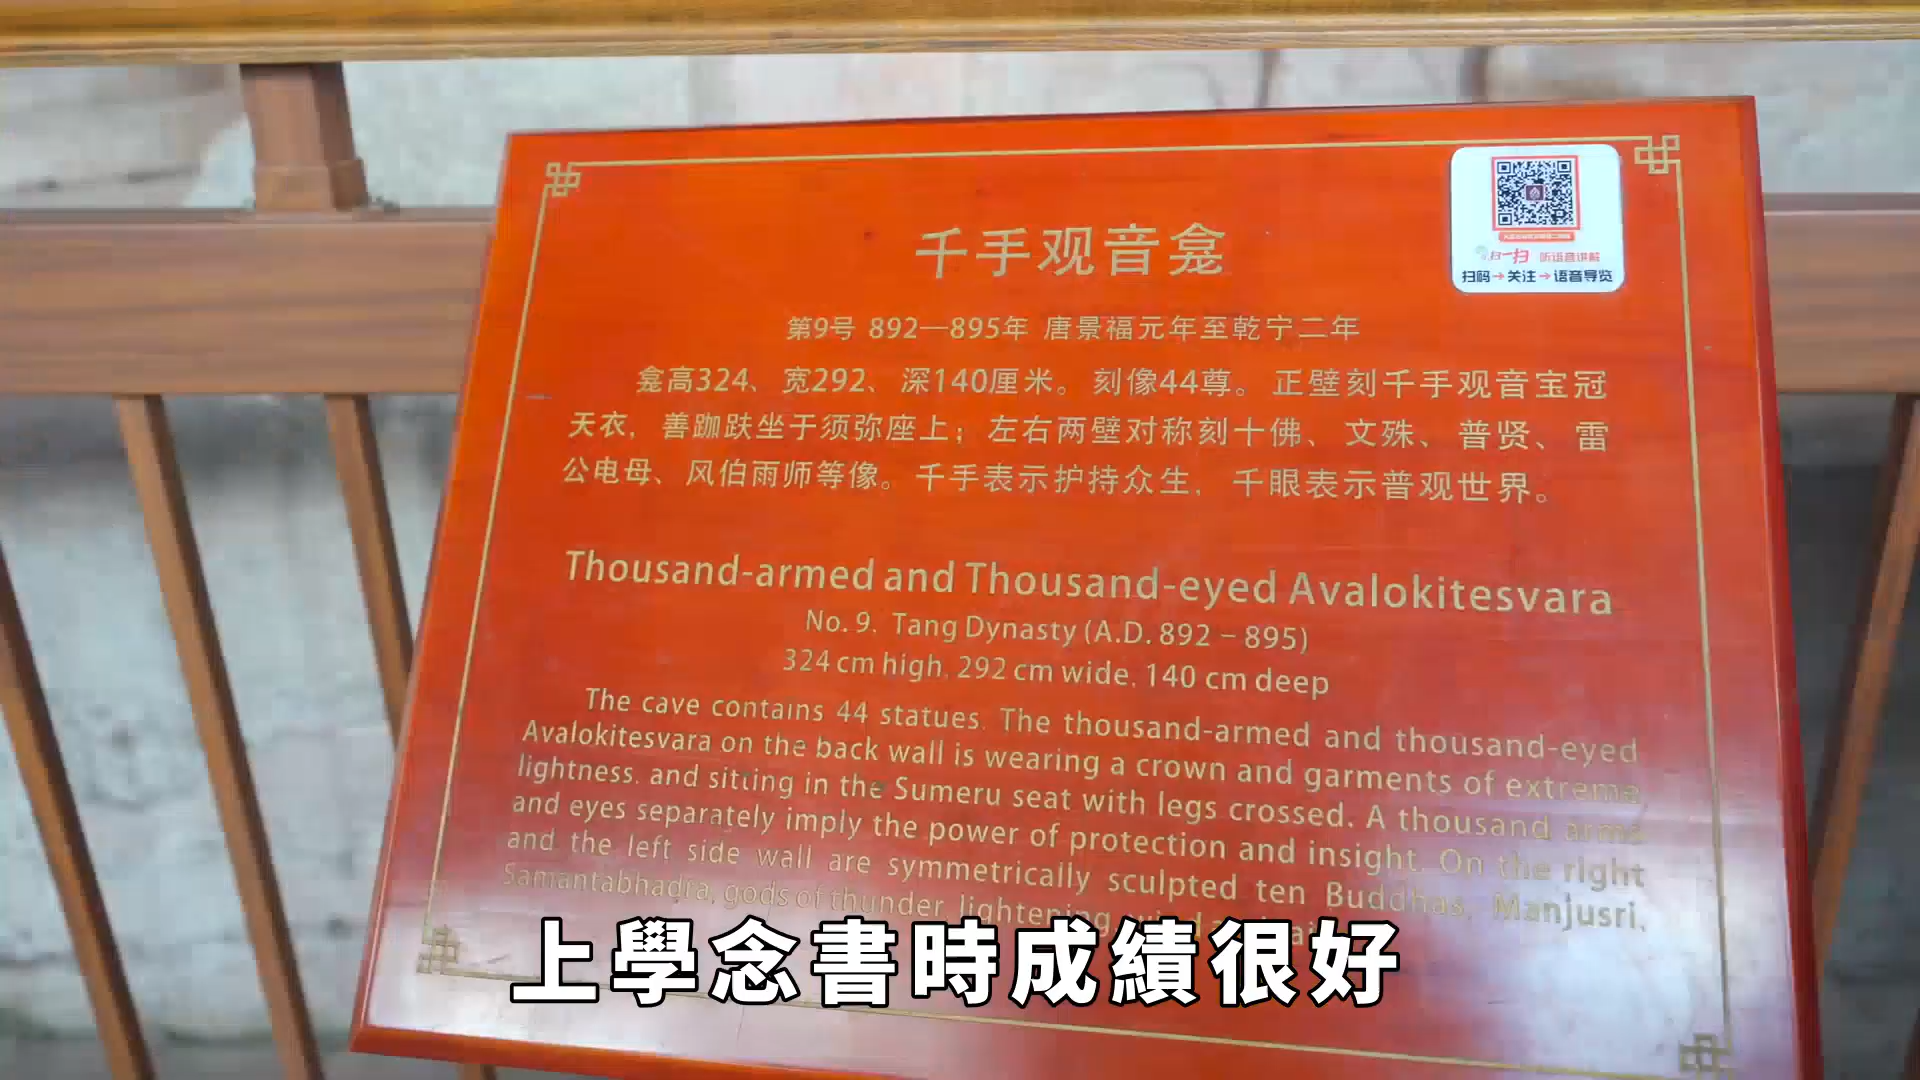 千手观音龛
扫一扫 听语音讲解
扫码→关注→语音导览
第9号 892—895年 唐景福元年至乾宁二年
龛高324、宽292、深140厘米。刻像44尊。正壁刻千手观音宝冠
天衣，善跏趺坐于须弥座上；左右两壁对称刻十佛、文殊、普贤、雷
公电母、风伯雨师等像。千手表示护持众生，千眼表示普观世界。
Thousand-armed and Thousand-eyed Avalokitesvara
No. 9. Tang Dynasty (A.D. 892 – 895)
324 cm high, 292 cm wide, 140 cm deep
The cave contains 44 statues. The thousand-armed and thousand-eyed
Avalokitesvara on the back wall is wearing a crown and garments of extreme
lightness, and sitting in the Sumeru seat with legs crossed. A thousand arms
and eyes separately imply the power of protection and insight. On the right
and the left side wall are symmetrically sculpted ten Buddhas, Manjusri,
Samantabhadra, gods of thunder, lightening,
上學念書時成績很好